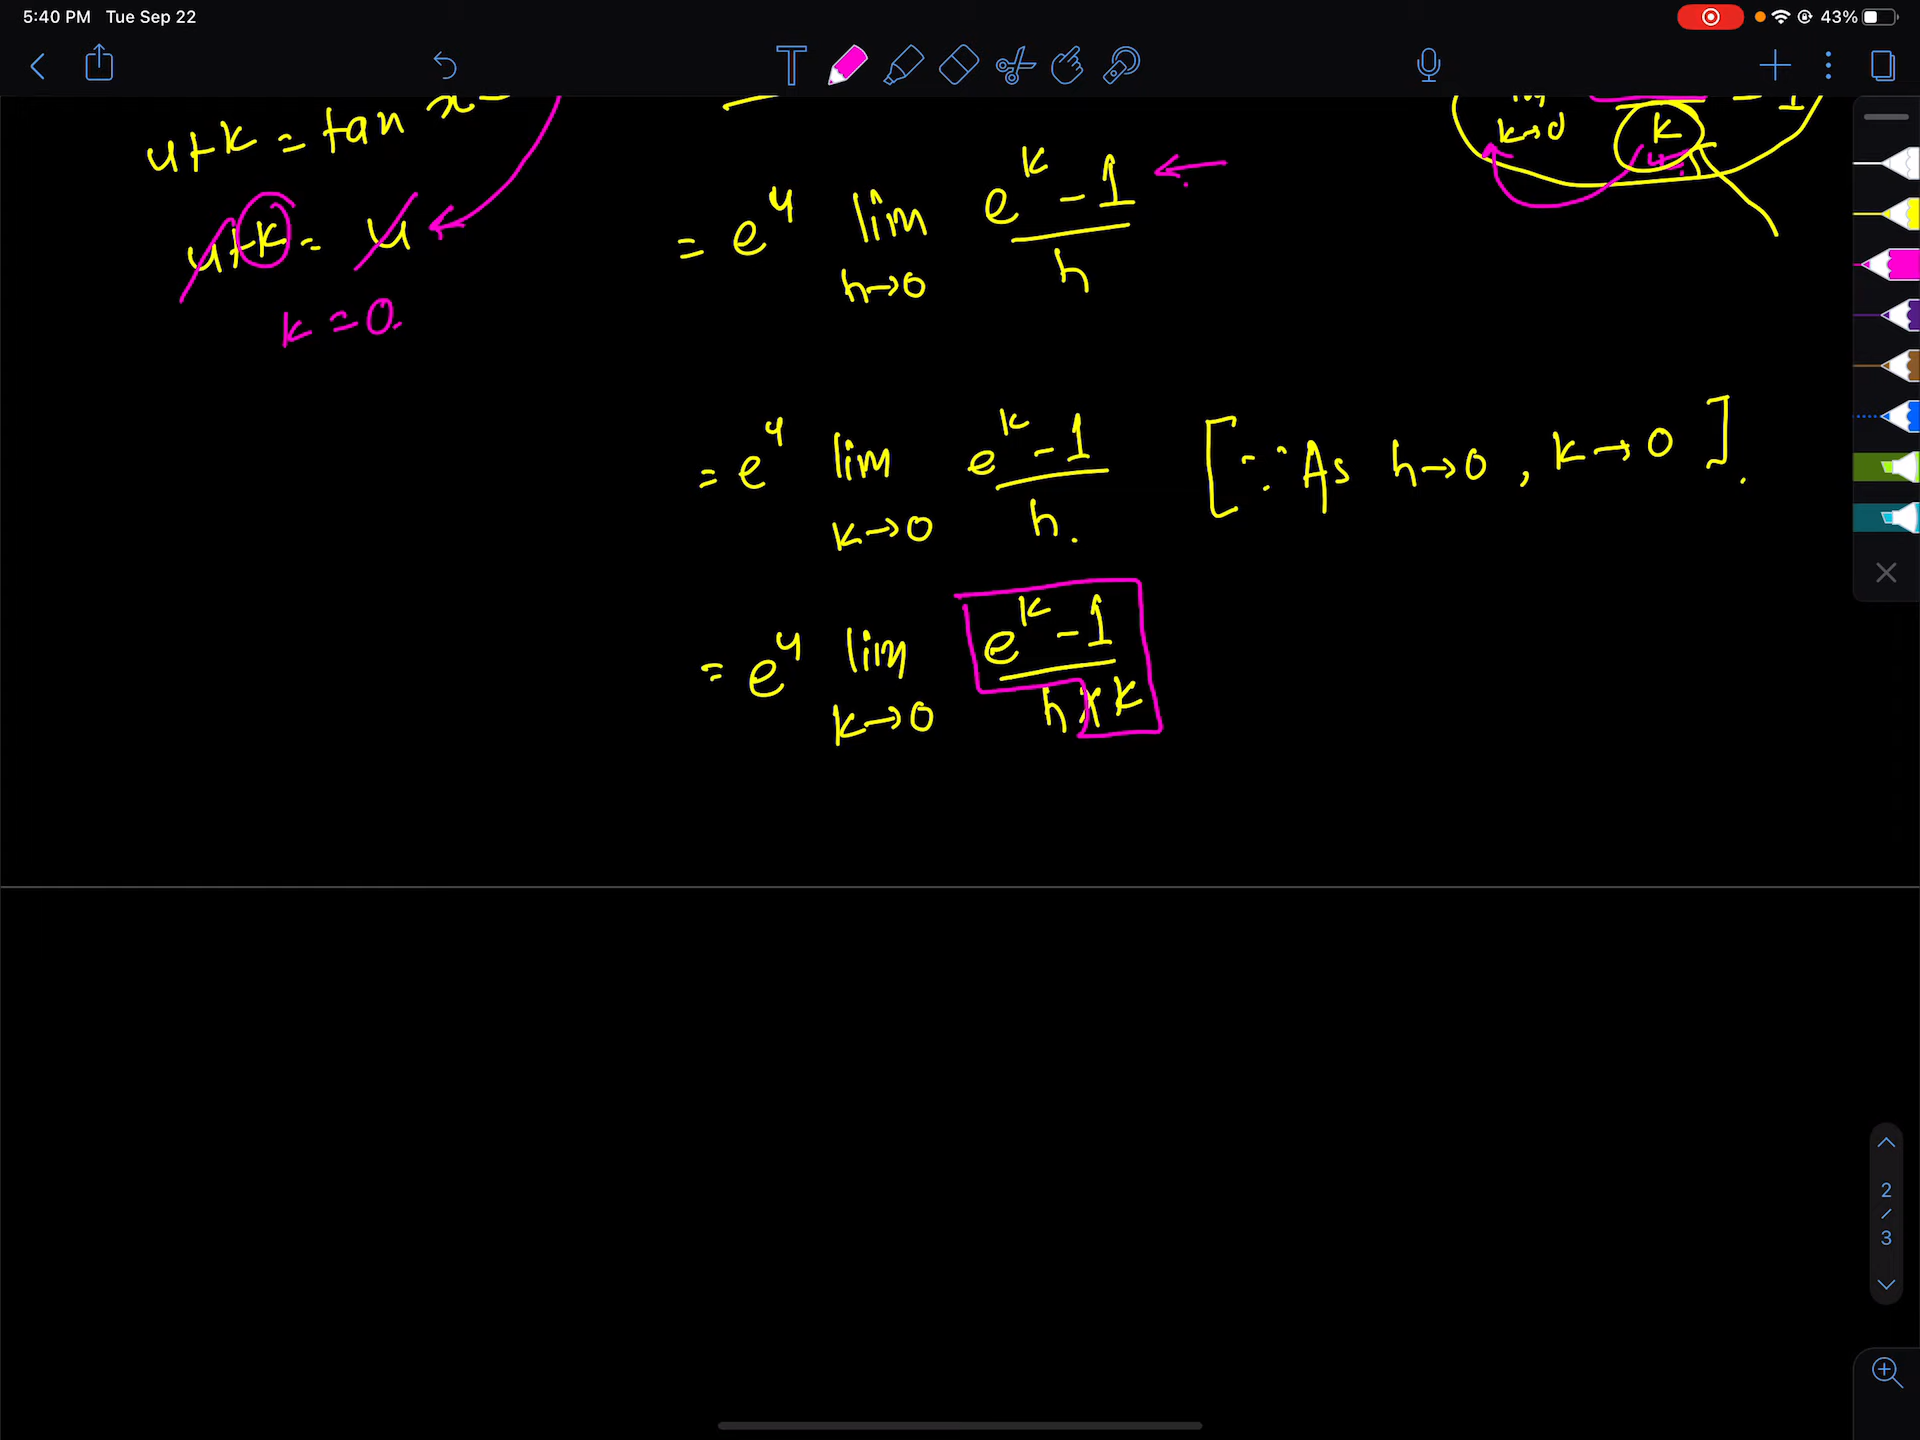 5:40 PM Tue Sep 22
43%
u+k = tan x
u+k = u
k = 0.
k→0 k = 1
= e^u lim h→0 (e^k - 1)/h
= e^u lim k→0 (e^k - 1)/h. [∵ As h→0, k→0].
= e^u lim k→0 (e^k - 1)/(h × k)
2
/
3